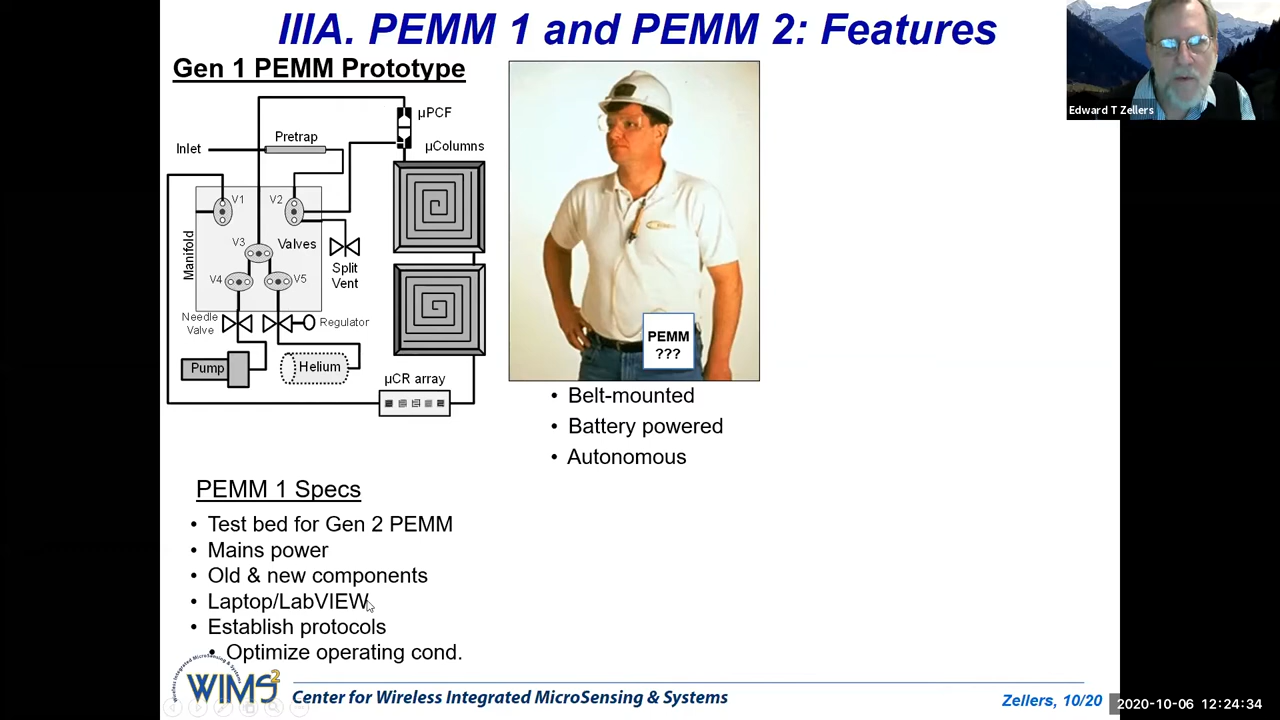 IIIA. PEMM 1 and PEMM 2: Features
Edward T Zellers
Gen 1 PEMM Prototype
µPCF
Pretrap
Inlet
µColumns
V1
V2
V3
Valves
Manifold
Split
Vent
V4
V5
Needle
Valve
Regulator
Pump
Helium
µCR array
PEMM
???
• Belt-mounted
• Battery powered
• Autonomous
PEMM 1 Specs
• Test bed for Gen 2 PEMM
• Mains power
• Old & new components
• Laptop/LabVIEW
• Establish protocols
• Optimize operating cond.
Wireless Integrated MicroSensing & Systems
WIMS2
Center for Wireless Integrated MicroSensing & Systems
Zellers, 10/20
2020-10-06 12:24:34